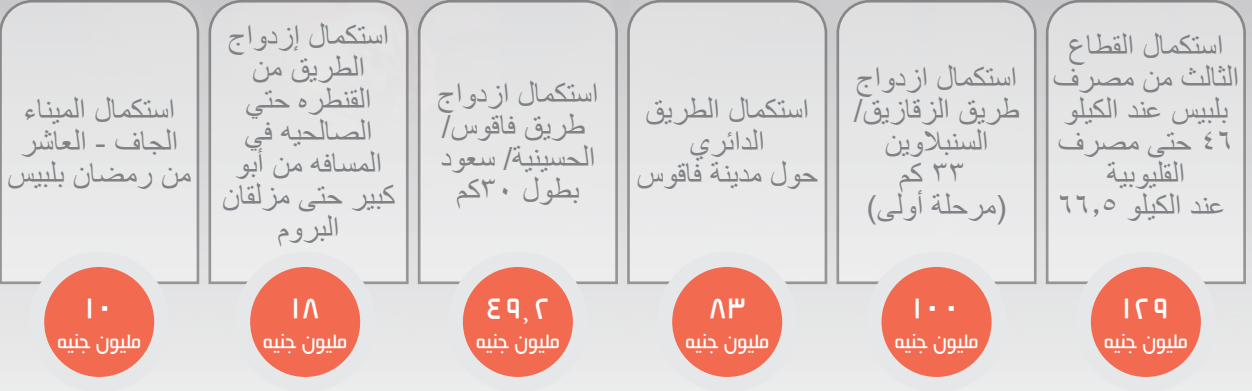 استكمال القطاع
الثالث من مصرف
بلبيس عند الكيلو
٤٦ حتى مصرف
القليوبية
عند الكيلو ٦٦,٥
١٢٩
مليون جنيه
استكمال ازدواج
طريق الزقازيق/
السنبلاوين
٣٣ كم
(مرحلة أولى)
١٠٠
مليون جنيه
استكمال الطريق
الدائري
حول مدينة فاقوس
٨٣
مليون جنيه
استكمال ازدواج
طريق فاقوس/
الحسينية/ سعود
بطول ٣٠كم
٤٩,٢
مليون جنيه
استكمال إزدواج
الطريق من
القنطره حتي
الصالحيه في
المسافه من أبو
كبير حتى مزلقان
البروم
١٨
مليون جنيه
استكمال الميناء
الجاف - العاشر
من رمضان بلبيس
١٠
مليون جنيه